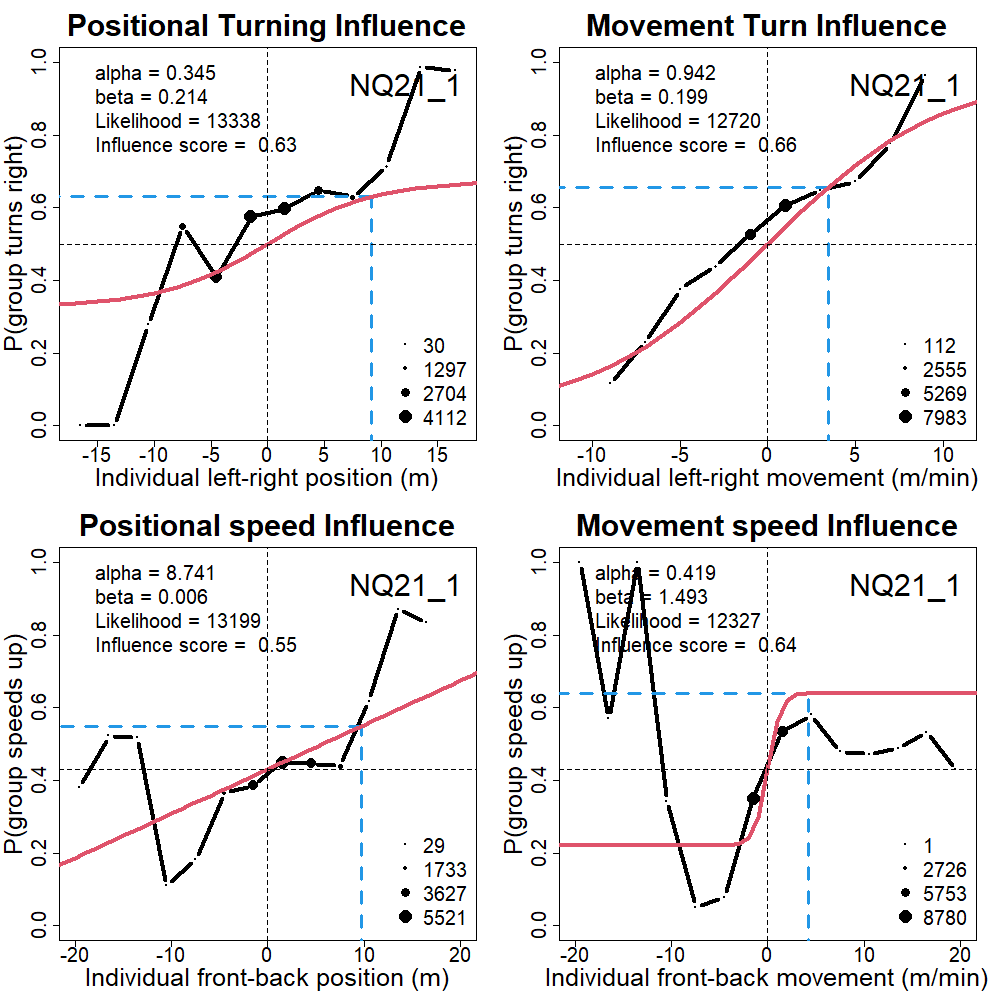 Positional Turning Influence
P(group turns right)
1.0
0.8
0.6
0.4
0.2
0.0
alpha = 0.345
beta = 0.214
Likelihood = 13338
Influence score =  0.63
NQ21_1
30
1297
2704
4112
-15 -10 -5 0 5 10 15
Individual left-right position (m)
Movement Turn Influence
P(group turns right)
1.0
0.8
0.6
0.4
0.2
0.0
alpha = 0.942
beta = 0.199
Likelihood = 12720
Influence score =  0.66
NQ21_1
112
2555
5269
7983
-10 -5 0 5 10
Individual left-right movement (m/min)
Positional speed Influence
P(group speeds up)
1.0
0.8
0.6
0.4
0.2
0.0
alpha = 8.741
beta = 0.006
Likelihood = 13199
Influence score =  0.55
NQ21_1
29
1733
3627
5521
-20 -10 0 10 20
Individual front-back position (m)
Movement speed Influence
P(group speeds up)
1.0
0.8
0.6
0.4
0.2
0.0
alpha = 0.419
beta = 1.493
Likelihood = 12327
Influence score =  0.64
NQ21_1
1
2726
5753
8780
-20 -10 0 10 20
Individual front-back movement (m/min)